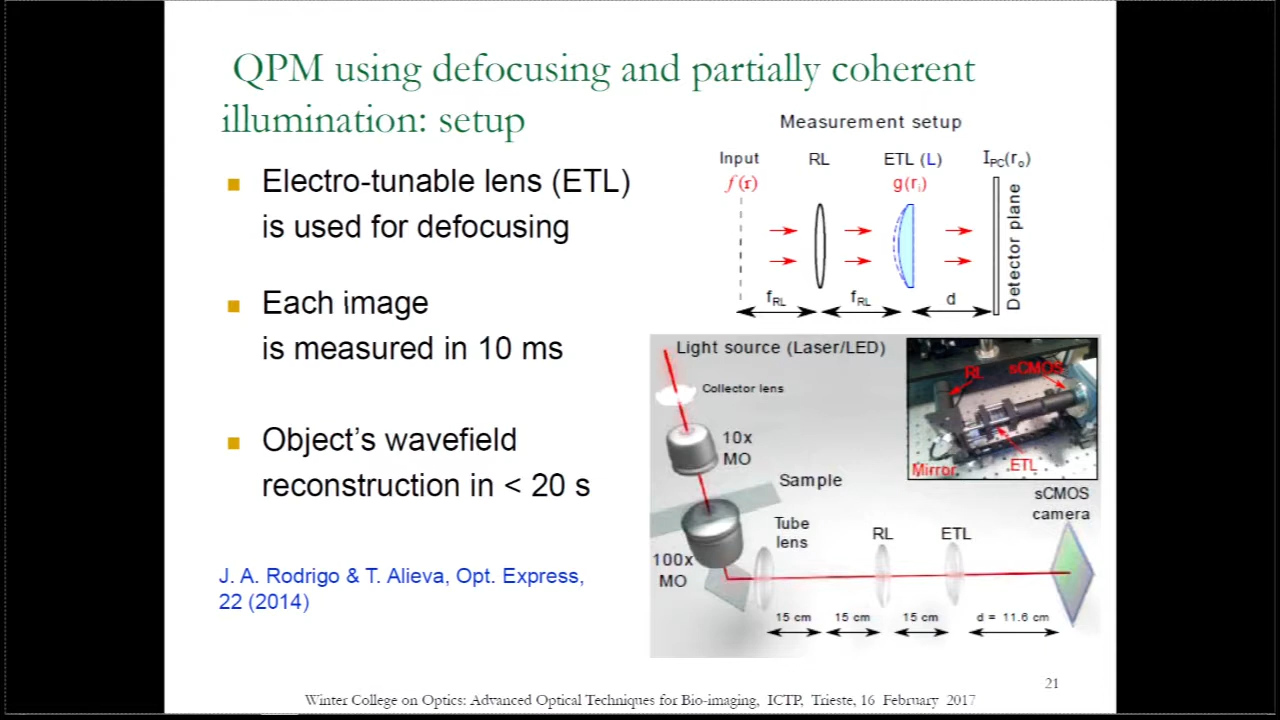 QPM using defocusing and partially coherent
illumination: setup
Electro-tunable lens (ETL)
is used for defocusing
Each image
is measured in 10 ms
Object's wavefield
reconstruction in < 20 s
J. A. Rodrigo & T. Alieva, Opt. Express,
22 (2014)
Measurement setup
Input RL ETL (L) I_PC(r_o)
f(r) g(r_i)
Detector plane
f_RL f_RL d
Light source (Laser/LED)
Collector lens
10x
MO
Sample
Tube
lens
100x
MO
RL ETL
RL sCMOS
Mirror ETL
sCMOS
camera
15 cm 15 cm 15 cm d = 11.6 cm
21
Winter College on Optics: Advanced Optical Techniques for Bio-imaging, ICTP, Trieste, 16 February 2017